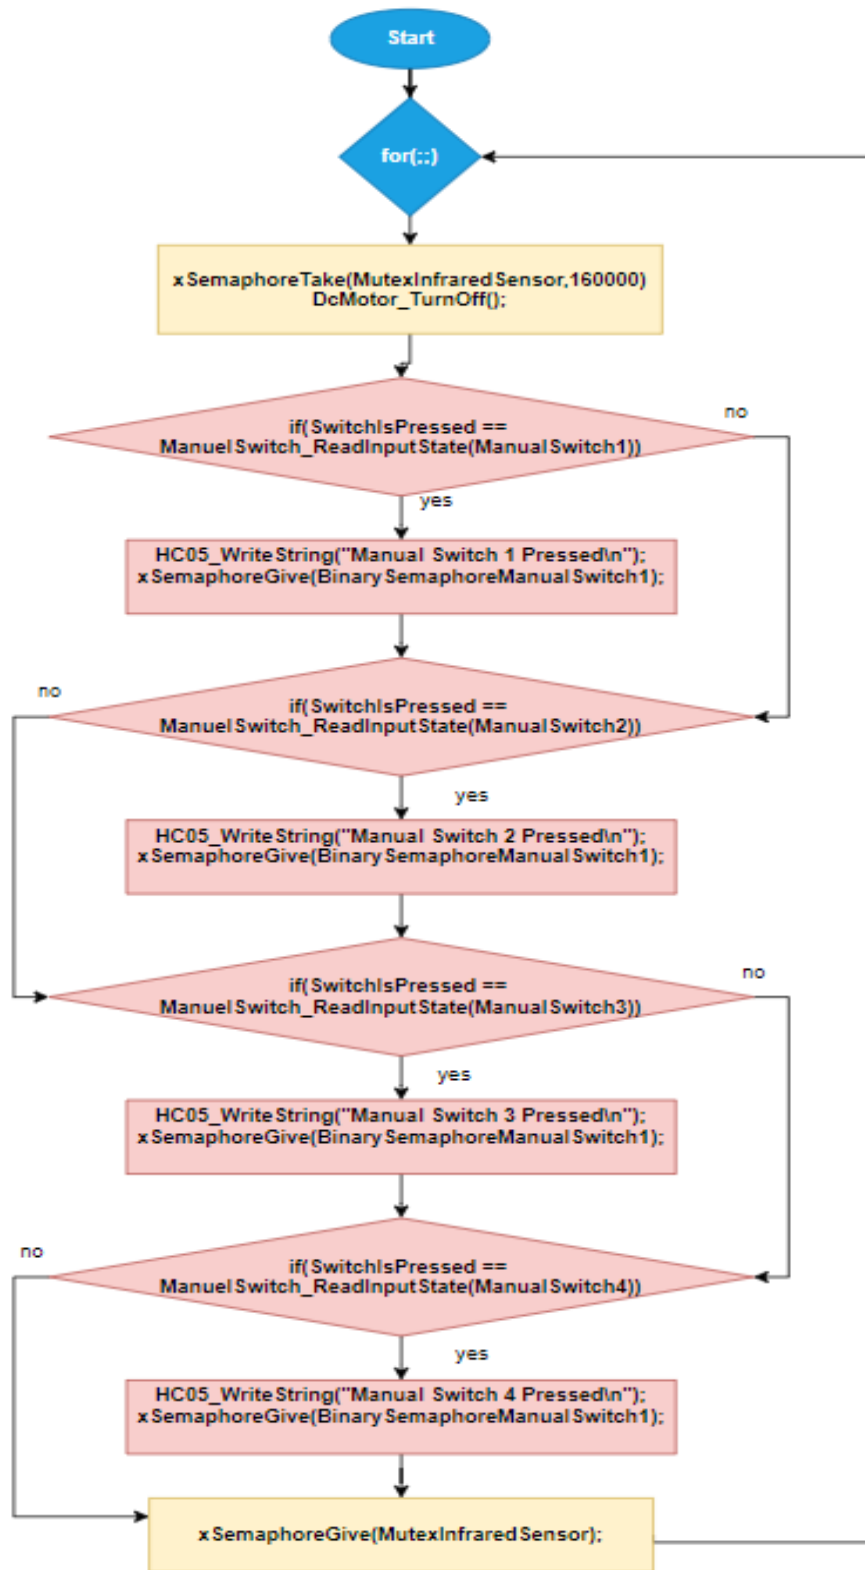 Start
for(;;)
xSemaphoreTake(MutexInfraredSensor,160000)
DcMotor_TurnOff();
if(SwitchIsPressed ==
ManuelSwitch_ReadInputState(ManualSwitch1))
no
yes
HC05_WriteString("Manual Switch 1 Pressed\n");
xSemaphoreGive(BinarySemaphoreManualSwitch1);
no
if(SwitchIsPressed ==
ManuelSwitch_ReadInputState(ManualSwitch2))
yes
HC05_WriteString("Manual Switch 2 Pressed\n");
xSemaphoreGive(BinarySemaphoreManualSwitch1);
if(SwitchIsPressed ==
ManuelSwitch_ReadInputState(ManualSwitch3))
no
yes
HC05_WriteString("Manual Switch 3 Pressed\n");
xSemaphoreGive(BinarySemaphoreManualSwitch1);
no
if(SwitchIsPressed ==
ManuelSwitch_ReadInputState(ManualSwitch4))
yes
HC05_WriteString("Manual Switch 4 Pressed\n");
xSemaphoreGive(BinarySemaphoreManualSwitch1);
xSemaphoreGive(MutexInfraredSensor);